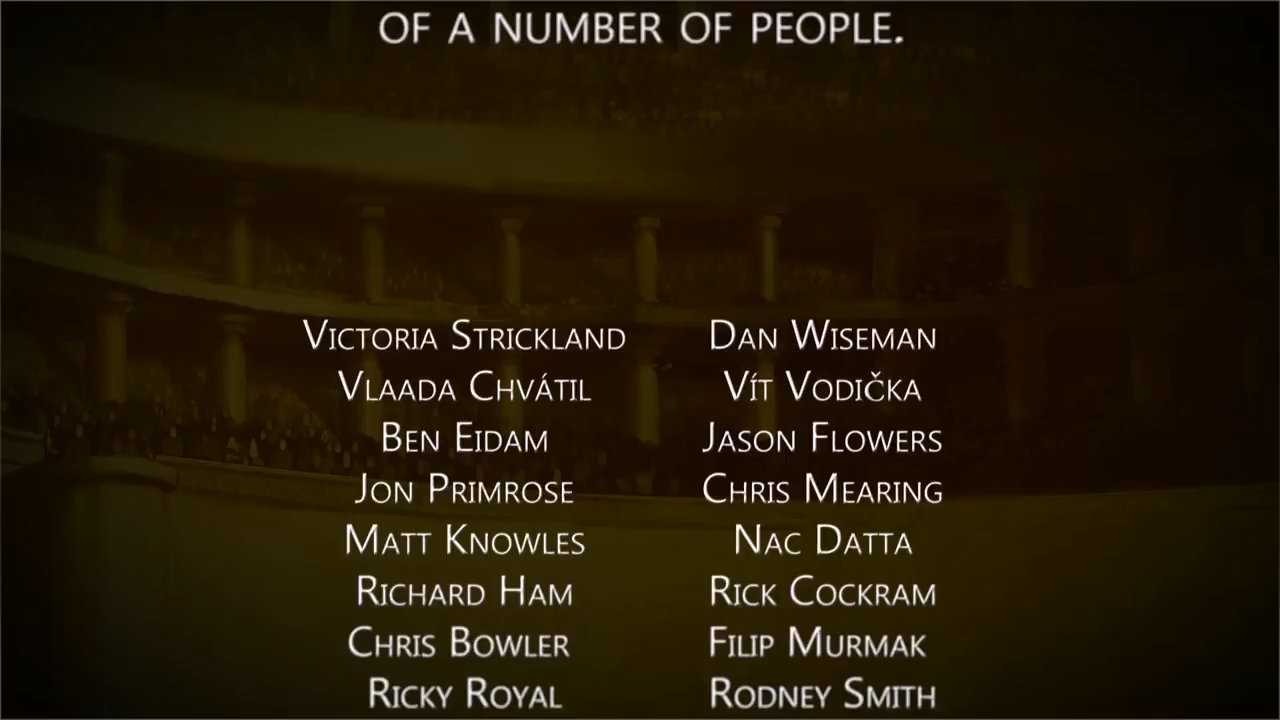 OF A NUMBER OF PEOPLE.
VICTORIA STRICKLAND DAN WISEMAN
VLAADA CHVÁTIL VÍT VODIČKA
BEN EIDAM JASON FLOWERS
JON PRIMROSE CHRIS MEARING
MATT KNOWLES NAC DATTA
RICHARD HAM RICK COCKRAM
CHRIS BOWLER FILIP MURMAK
RICKY ROYAL RODNEY SMITH